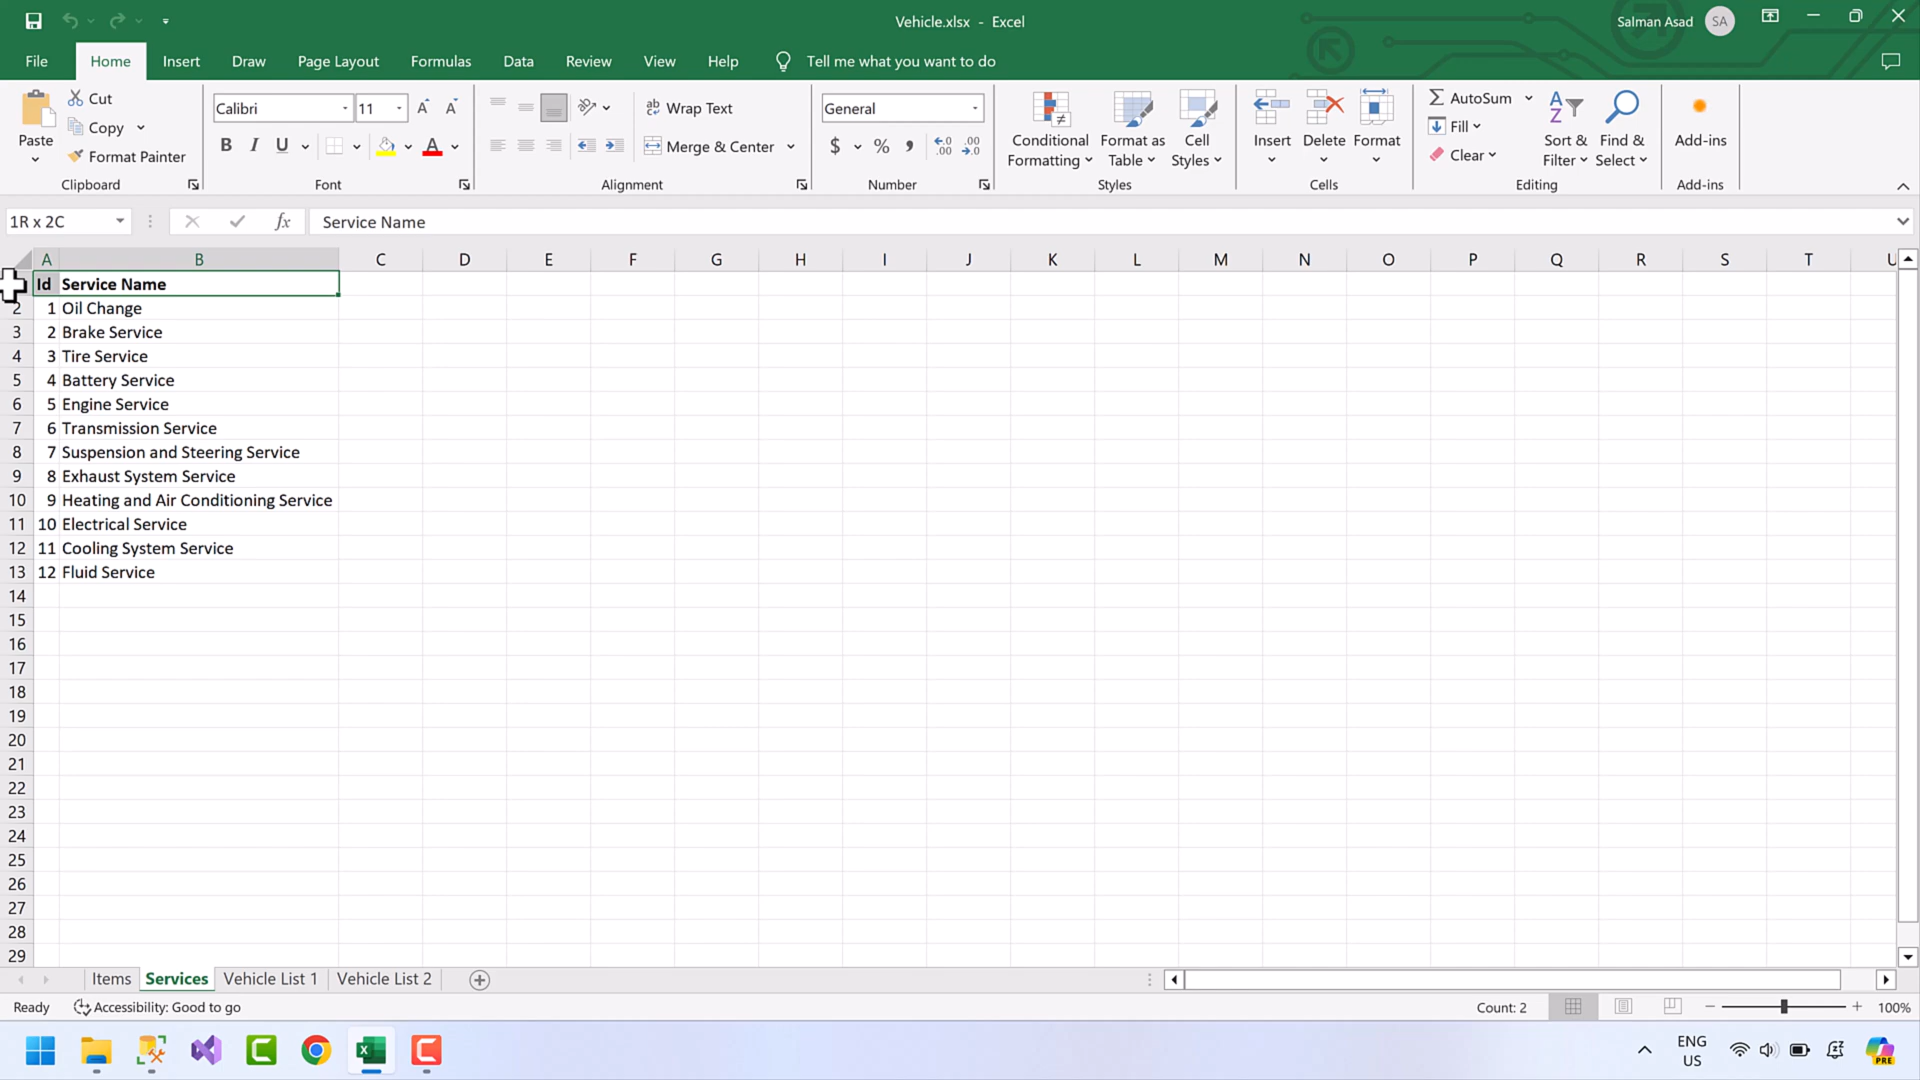 Vehicle.xlsx - Excel
Salman Asad SA
File Home Insert Draw Page Layout Formulas Data Review View Help Tell me what you want to do
Paste
Cut
Copy
Format Painter
Clipboard
Calibri 11
B I U A
Font
Wrap Text
Merge & Center
Alignment
General
$ % , .00
Number
Conditional Formatting
Format as Table
Cell Styles
Styles
Insert Delete Format
Cells
AutoSum
Fill
Clear
Sort & Filter
Find & Select
Editing
Add-ins
Add-ins
1R x 2C fx Service Name
A B C D E F G H I J K L M N O P Q R S T U
Id Service Name
2 1 Oil Change
3 2 Brake Service
4 3 Tire Service
5 4 Battery Service
6 5 Engine Service
7 6 Transmission Service
8 7 Suspension and Steering Service
9 8 Exhaust System Service
10 9 Heating and Air Conditioning Service
11 10 Electrical Service
12 11 Cooling System Service
13 12 Fluid Service
14
15
16
17
18
19
20
21
22
23
24
25
26
27
28
29
Items Services Vehicle List 1 Vehicle List 2
Ready Accessibility: Good to go Count: 2 100%
ENG
US
PRE